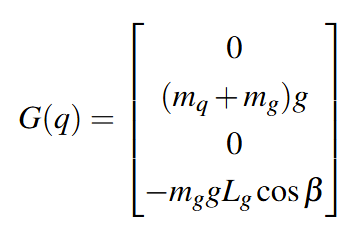 G(q) = [
0
(m_q + m_g)g
0
−m_g g L_g cos β
]